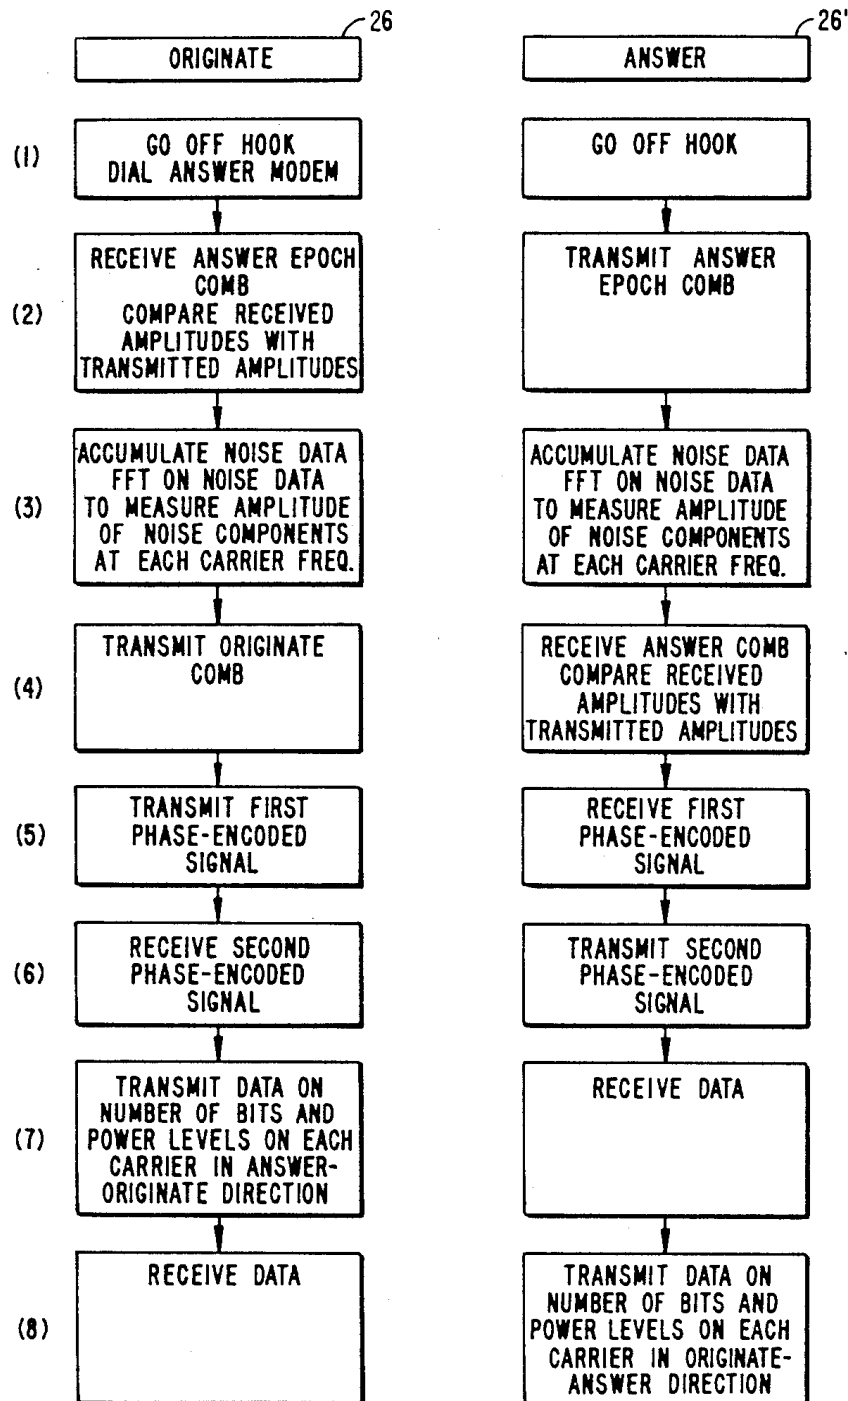 26
ORIGINATE
26'
ANSWER
(1)
GO OFF HOOK
DIAL ANSWER MODEM
GO OFF HOOK
(2)
RECEIVE ANSWER EPOCH
COMB
COMPARE RECEIVED
AMPLITUDES WITH
TRANSMITTED AMPLITUDES
TRANSMIT ANSWER
EPOCH COMB
(3)
ACCUMULATE NOISE DATA
FFT ON NOISE DATA
TO MEASURE AMPLITUDE
OF NOISE COMPONENTS
AT EACH CARRIER FREQ.
ACCUMULATE NOISE DATA
FFT ON NOISE DATA
TO MEASURE AMPLITUDE
OF NOISE COMPONENTS
AT EACH CARRIER FREQ.
(4)
TRANSMIT ORIGINATE
COMB
RECEIVE ANSWER COMB
COMPARE RECEIVED
AMPLITUDES WITH
TRANSMITTED AMPLITUDES
(5)
TRANSMIT FIRST
PHASE-ENCODED
SIGNAL
RECEIVE FIRST
PHASE-ENCODED
SIGNAL
(6)
RECEIVE SECOND
PHASE-ENCODED
SIGNAL
TRANSMIT SECOND
PHASE-ENCODED
SIGNAL
(7)
TRANSMIT DATA ON
NUMBER OF BITS AND
POWER LEVELS ON EACH
CARRIER IN ANSWER-
ORIGINATE DIRECTION
RECEIVE DATA
(8)
RECEIVE DATA
TRANSMIT DATA ON
NUMBER OF BITS AND
POWER LEVELS ON EACH
CARRIER IN ORIGINATE-
ANSWER DIRECTION